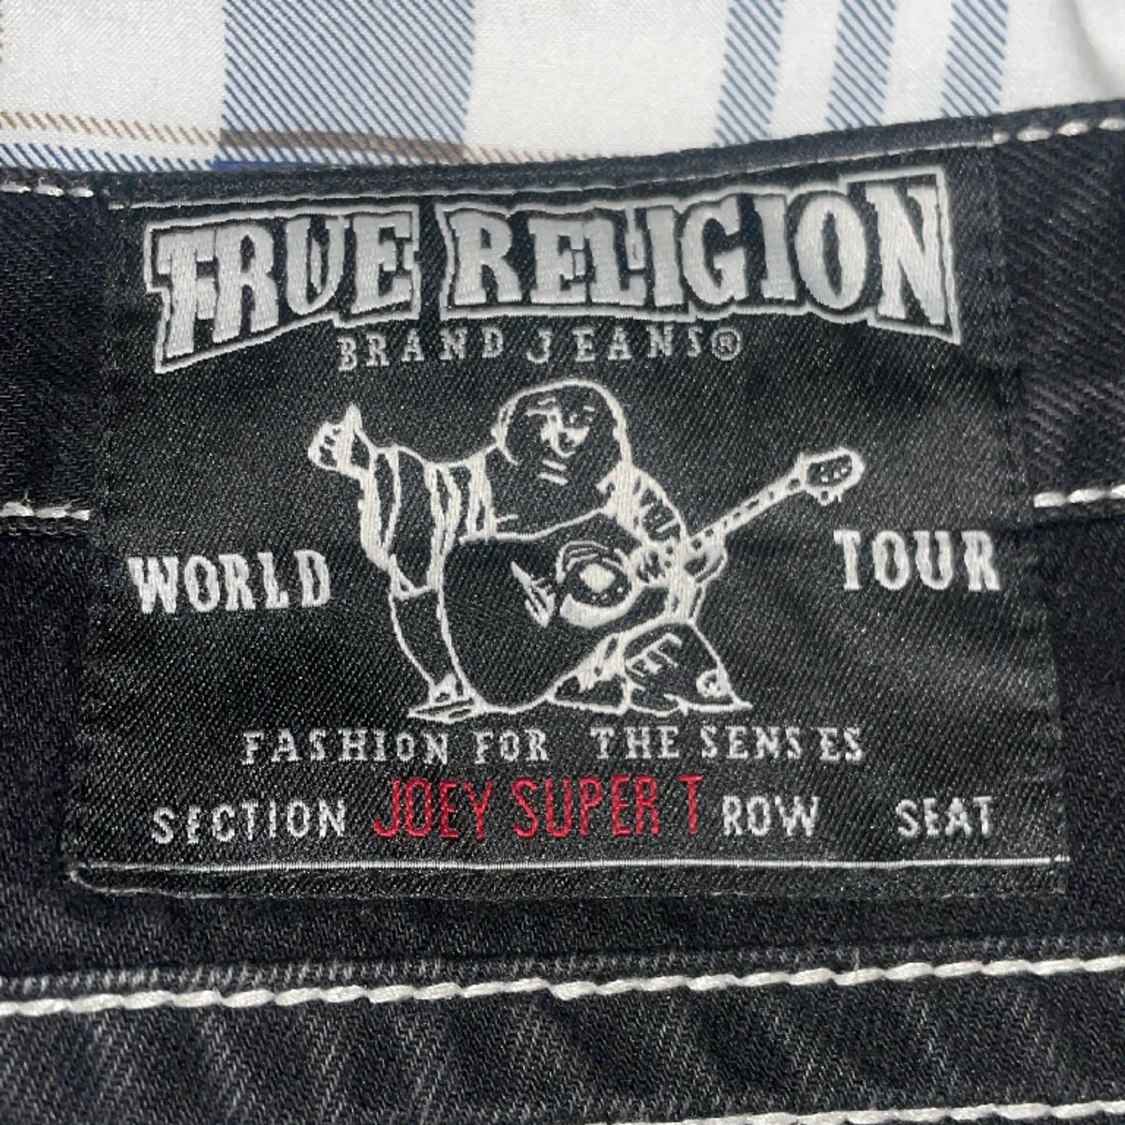 TRUE RELIGION
BRAND JEANS®
WORLD TOUR
FASHION FOR THE SENSES
SECTION JOEY SUPER T ROW SEAT